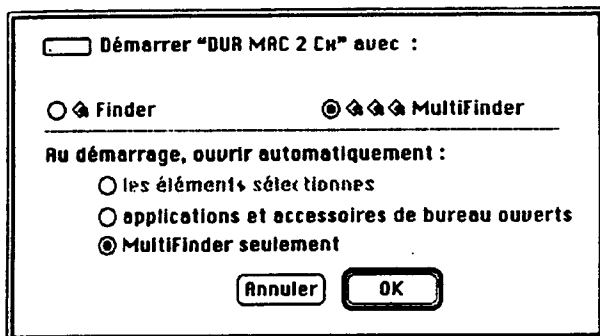 Démarrer "DUR MAC 2 Cx" avec :
Finder MultiFinder
Au démarrage, ouvrir automatiquement :
les éléments sélectionnes
applications et accessoires de bureau ouverts
MultiFinder seulement
Annuler OK